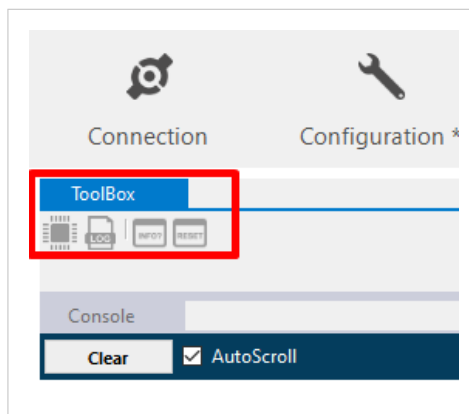 Connection Configuration *
ToolBox
LOG INFO? RESET
Console
Clear AutoScroll